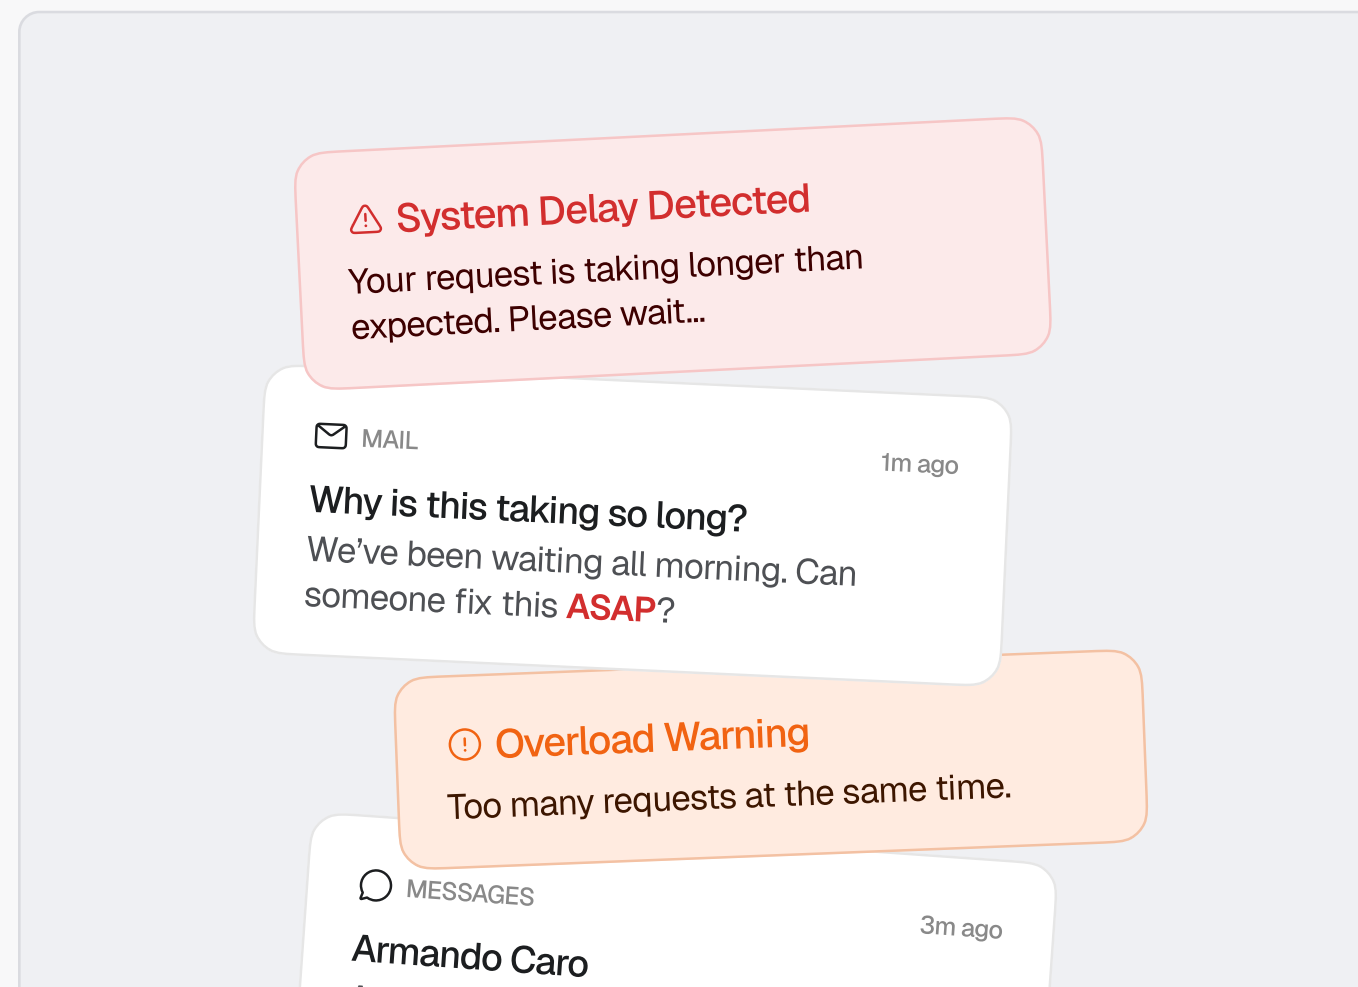 System Delay Detected
Your request is taking longer than
expected. Please wait...
MAIL
1m ago
Why is this taking so long?
We’ve been waiting all morning. Can
someone fix this ASAP?
Overload Warning
Too many requests at the same time.
MESSAGES
3m ago
Armando Caro